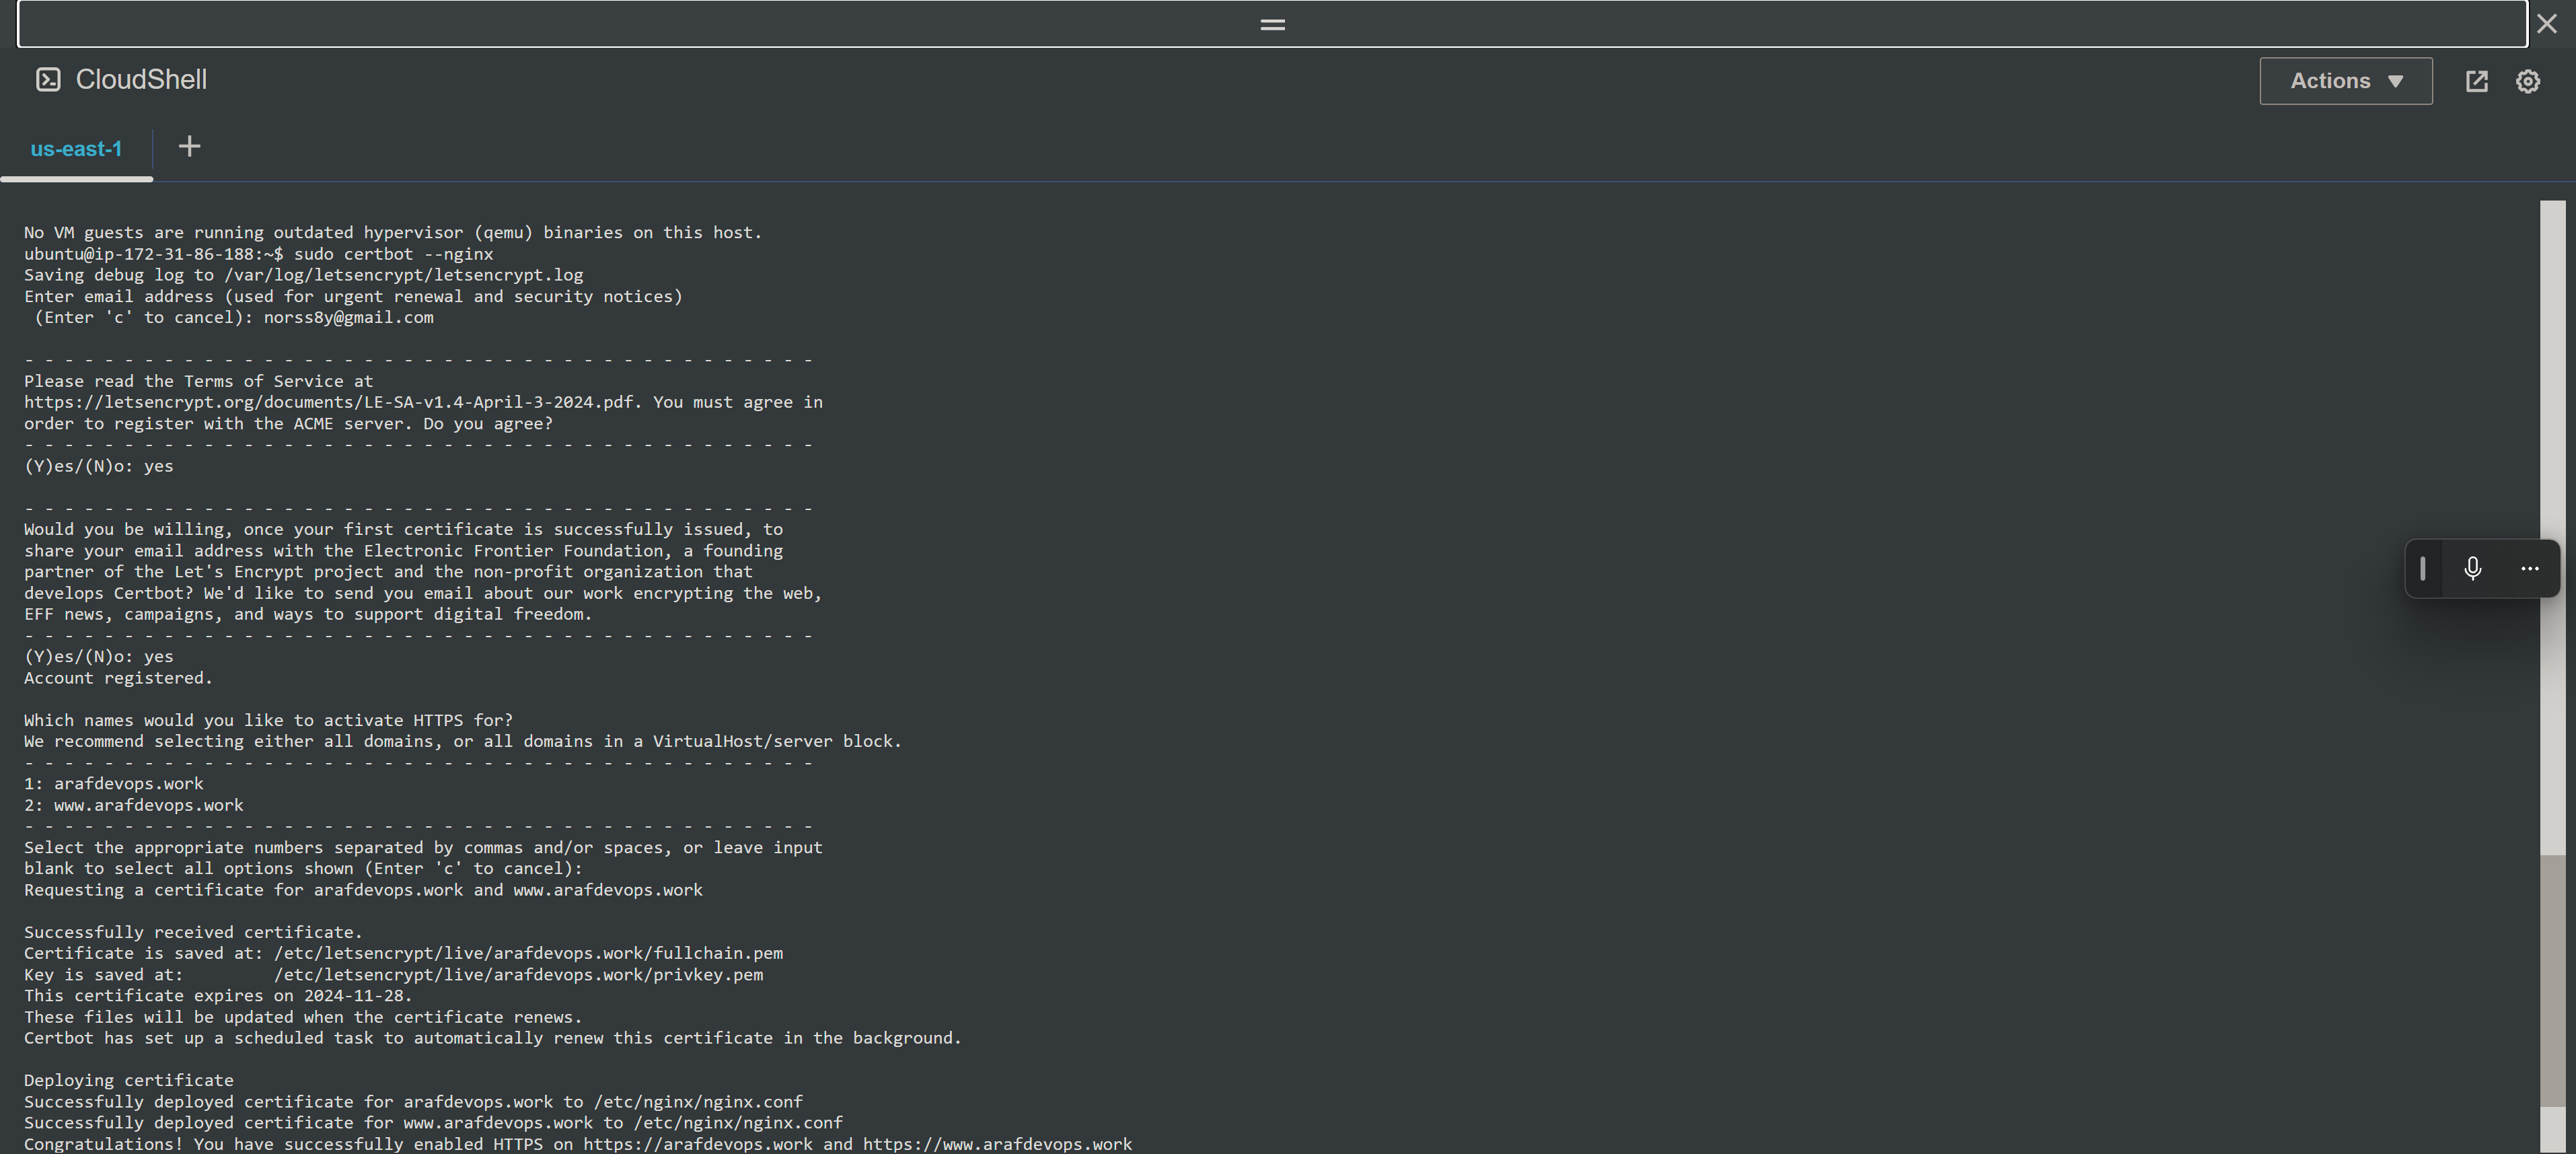 CloudShell
Actions
us-east-1
No VM guests are running outdated hypervisor (qemu) binaries on this host.
ubuntu@ip-172-31-86-188:~$ sudo certbot --nginx
Saving debug log to /var/log/letsencrypt/letsencrypt.log
Enter email address (used for urgent renewal and security notices)
 (Enter 'c' to cancel): norss8y@gmail.com

- - - - - - - - - - - - - - - - - - - - - - - - - - - - - - - - - - - - - - - -
Please read the Terms of Service at
https://letsencrypt.org/documents/LE-SA-v1.4-April-3-2024.pdf. You must agree in
order to register with the ACME server. Do you agree?
- - - - - - - - - - - - - - - - - - - - - - - - - - - - - - - - - - - - - - - -
(Y)es/(N)o: yes

- - - - - - - - - - - - - - - - - - - - - - - - - - - - - - - - - - - - - - - -
Would you be willing, once your first certificate is successfully issued, to
share your email address with the Electronic Frontier Foundation, a founding
partner of the Let's Encrypt project and the non-profit organization that
develops Certbot? We'd like to send you email about our work encrypting the web,
EFF news, campaigns, and ways to support digital freedom.
- - - - - - - - - - - - - - - - - - - - - - - - - - - - - - - - - - - - - - - -
(Y)es/(N)o: yes
Account registered.

Which names would you like to activate HTTPS for?
We recommend selecting either all domains, or all domains in a VirtualHost/server block.
- - - - - - - - - - - - - - - - - - - - - - - - - - - - - - - - - - - - - - - -
1: arafdevops.work
2: www.arafdevops.work
- - - - - - - - - - - - - - - - - - - - - - - - - - - - - - - - - - - - - - - -
Select the appropriate numbers separated by commas and/or spaces, or leave input
blank to select all options shown (Enter 'c' to cancel):
Requesting a certificate for arafdevops.work and www.arafdevops.work

Successfully received certificate.
Certificate is saved at: /etc/letsencrypt/live/arafdevops.work/fullchain.pem
Key is saved at:         /etc/letsencrypt/live/arafdevops.work/privkey.pem
This certificate expires on 2024-11-28.
These files will be updated when the certificate renews.
Certbot has set up a scheduled task to automatically renew this certificate in the background.

Deploying certificate
Successfully deployed certificate for arafdevops.work to /etc/nginx/nginx.conf
Successfully deployed certificate for www.arafdevops.work to /etc/nginx/nginx.conf
Congratulations! You have successfully enabled HTTPS on https://arafdevops.work and https://www.arafdevops.work